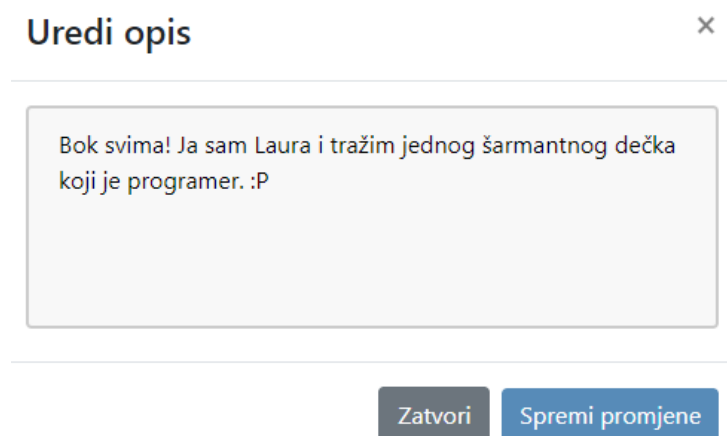 Uredi opis ×
Bok svima! Ja sam Laura i tražim jednog šarmantnog dečka
koji je programer. :P
Zatvori Spremi promjene